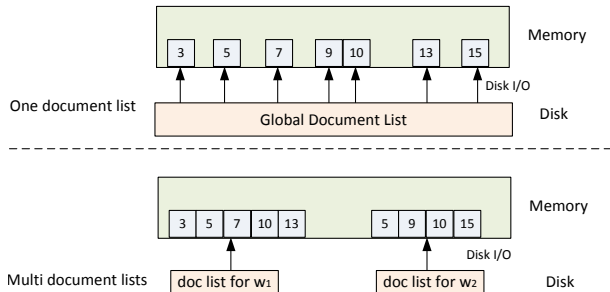 3 5 7 9 10 13 15 Memory
Disk I/O
One document list Global Document List Disk
Memory
3 5 7 10 13 5 9 10 15
Disk I/O
Multi document lists doc list for w1 doc list for w2 Disk